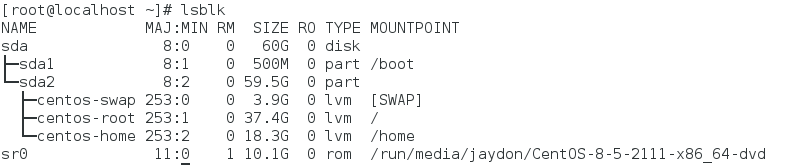 [root@localhost ~]# lsblk
NAME            MAJ:MIN RM   SIZE RO TYPE MOUNTPOINT
sda               8:0    0    60G  0 disk
├─sda1            8:1    0   500M  0 part /boot
└─sda2            8:2    0  59.5G  0 part
  ├─centos-swap 253:0    0   3.9G  0 lvm  [SWAP]
  ├─centos-root 253:1    0  37.4G  0 lvm  /
  └─centos-home 253:2    0  18.3G  0 lvm  /home
sr0              11:0    1  10.1G  0 rom  /run/media/jaydon/CentOS-8-5-2111-x86_64-dvd